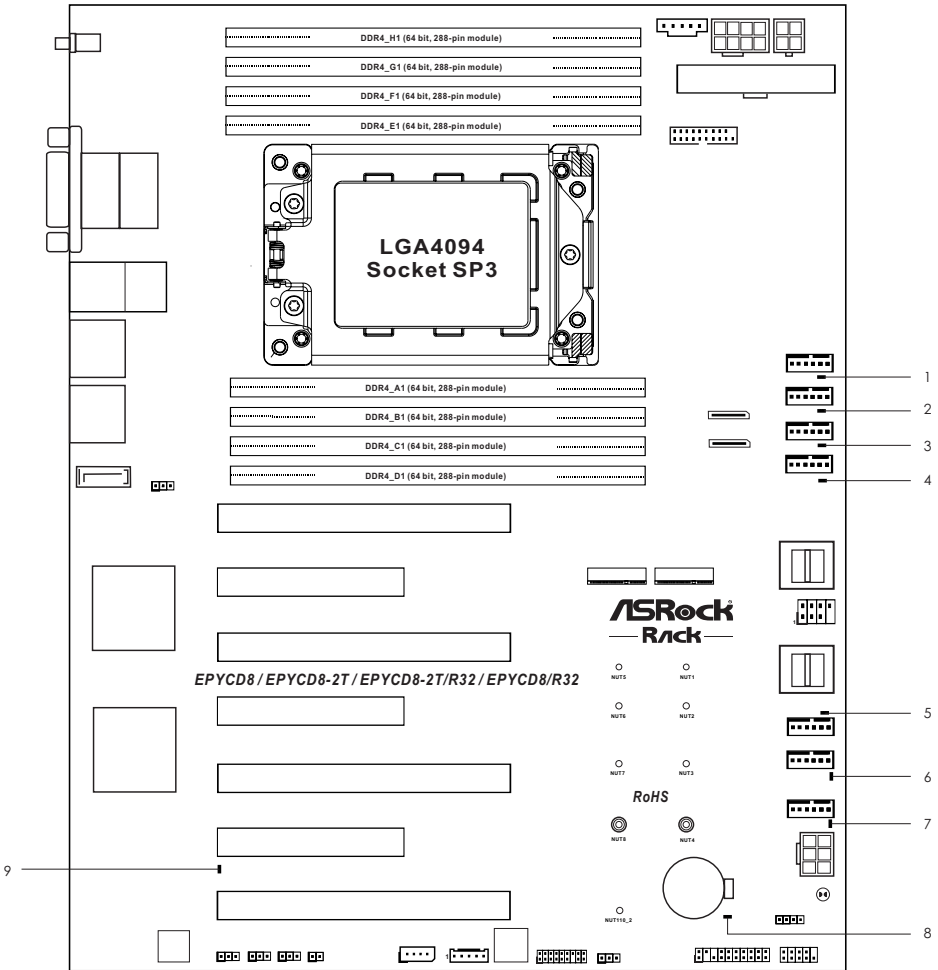 DDR4_H1 (64 bit, 288-pin module)
DDR4_G1 (64 bit, 288-pin module)
DDR4_F1 (64 bit, 288-pin module)
DDR4_E1 (64 bit, 288-pin module)
LGA4094
Socket SP3
DDR4_A1 (64 bit, 288-pin module)
DDR4_B1 (64 bit, 288-pin module)
DDR4_C1 (64 bit, 288-pin module)
DDR4_D1 (64 bit, 288-pin module)
1
2
3
4
ASRock
Rack
1
EPYCD8 / EPYCD8-2T / EPYCD8-2T/R32 / EPYCD8/R32
NUT5 NUT1
NUT6 NUT2
5
NUT7 NUT3
6
RoHS
7
NUT8 NUT4
9
NUT110_2
8
1